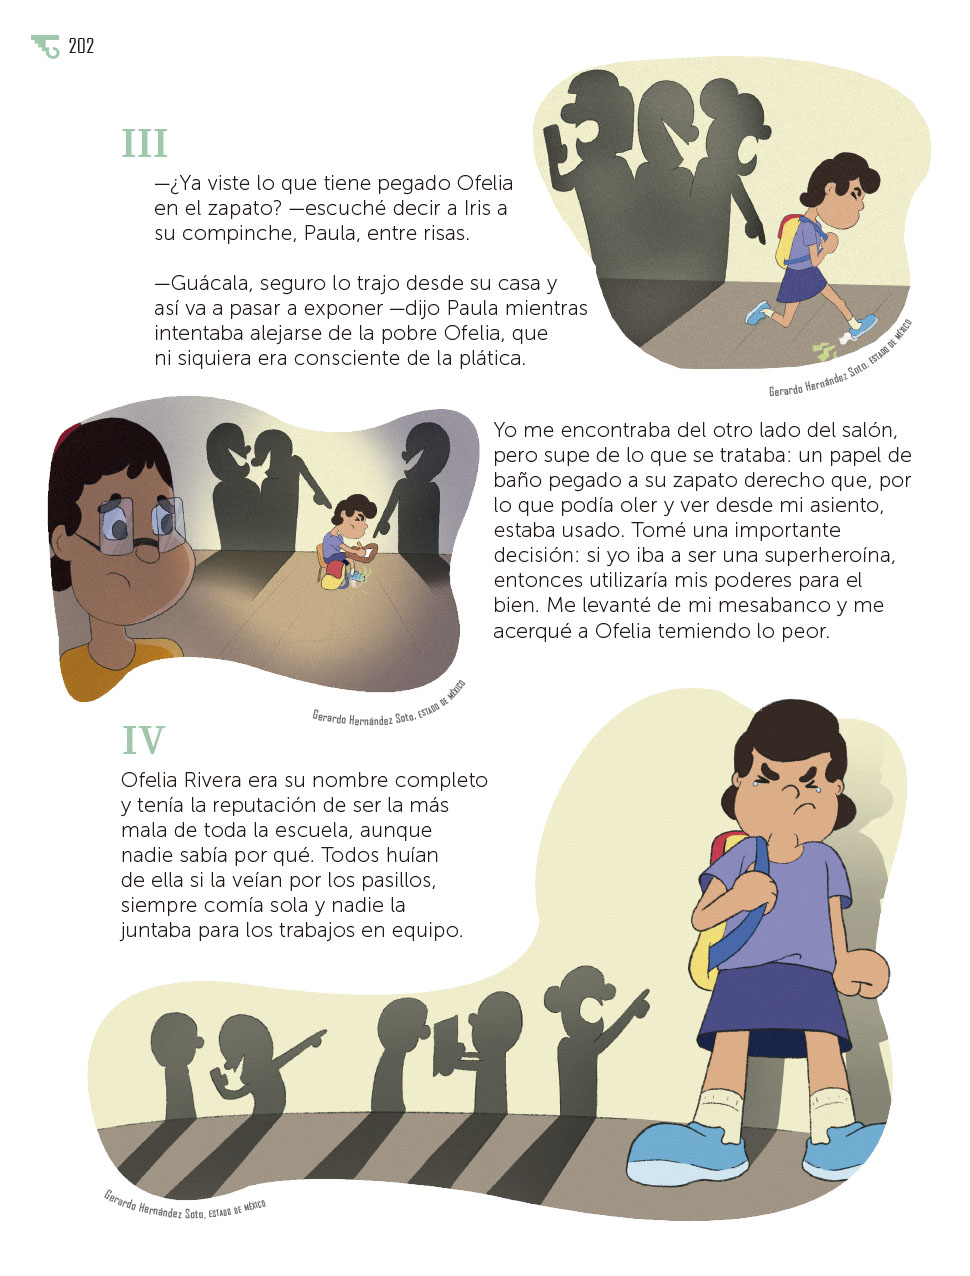 202
III
—¿Ya viste lo que tiene pegado Ofelia
en el zapato? —escuché decir a Iris a
su compinche, Paula, entre risas.
—Guácala, seguro lo trajo desde su casa y
así va a pasar a exponer —dijo Paula mientras
intentaba alejarse de la pobre Ofelia, que
ni siquiera era consciente de la plática.
Gerardo Hernández Soto, ESTADO DE MÉXICO
Yo me encontraba del otro lado del salón,
pero supe de lo que se trataba: un papel de
baño pegado a su zapato derecho que, por
lo que podía oler y ver desde mi asiento,
estaba usado. Tomé una importante
decisión: si yo iba a ser una superheroína,
entonces utilizaría mis poderes para el
bien. Me levanté de mi mesabanco y me
acerqué a Ofelia temiendo lo peor.
Gerardo Hernández Soto, ESTADO DE MÉXICO
IV
Ofelia Rivera era su nombre completo
y tenía la reputación de ser la más
mala de toda la escuela, aunque
nadie sabía por qué. Todos huían
de ella si la veían por los pasillos,
siempre comía sola y nadie la
juntaba para los trabajos en equipo.
Gerardo Hernández Soto, ESTADO DE MÉXICO